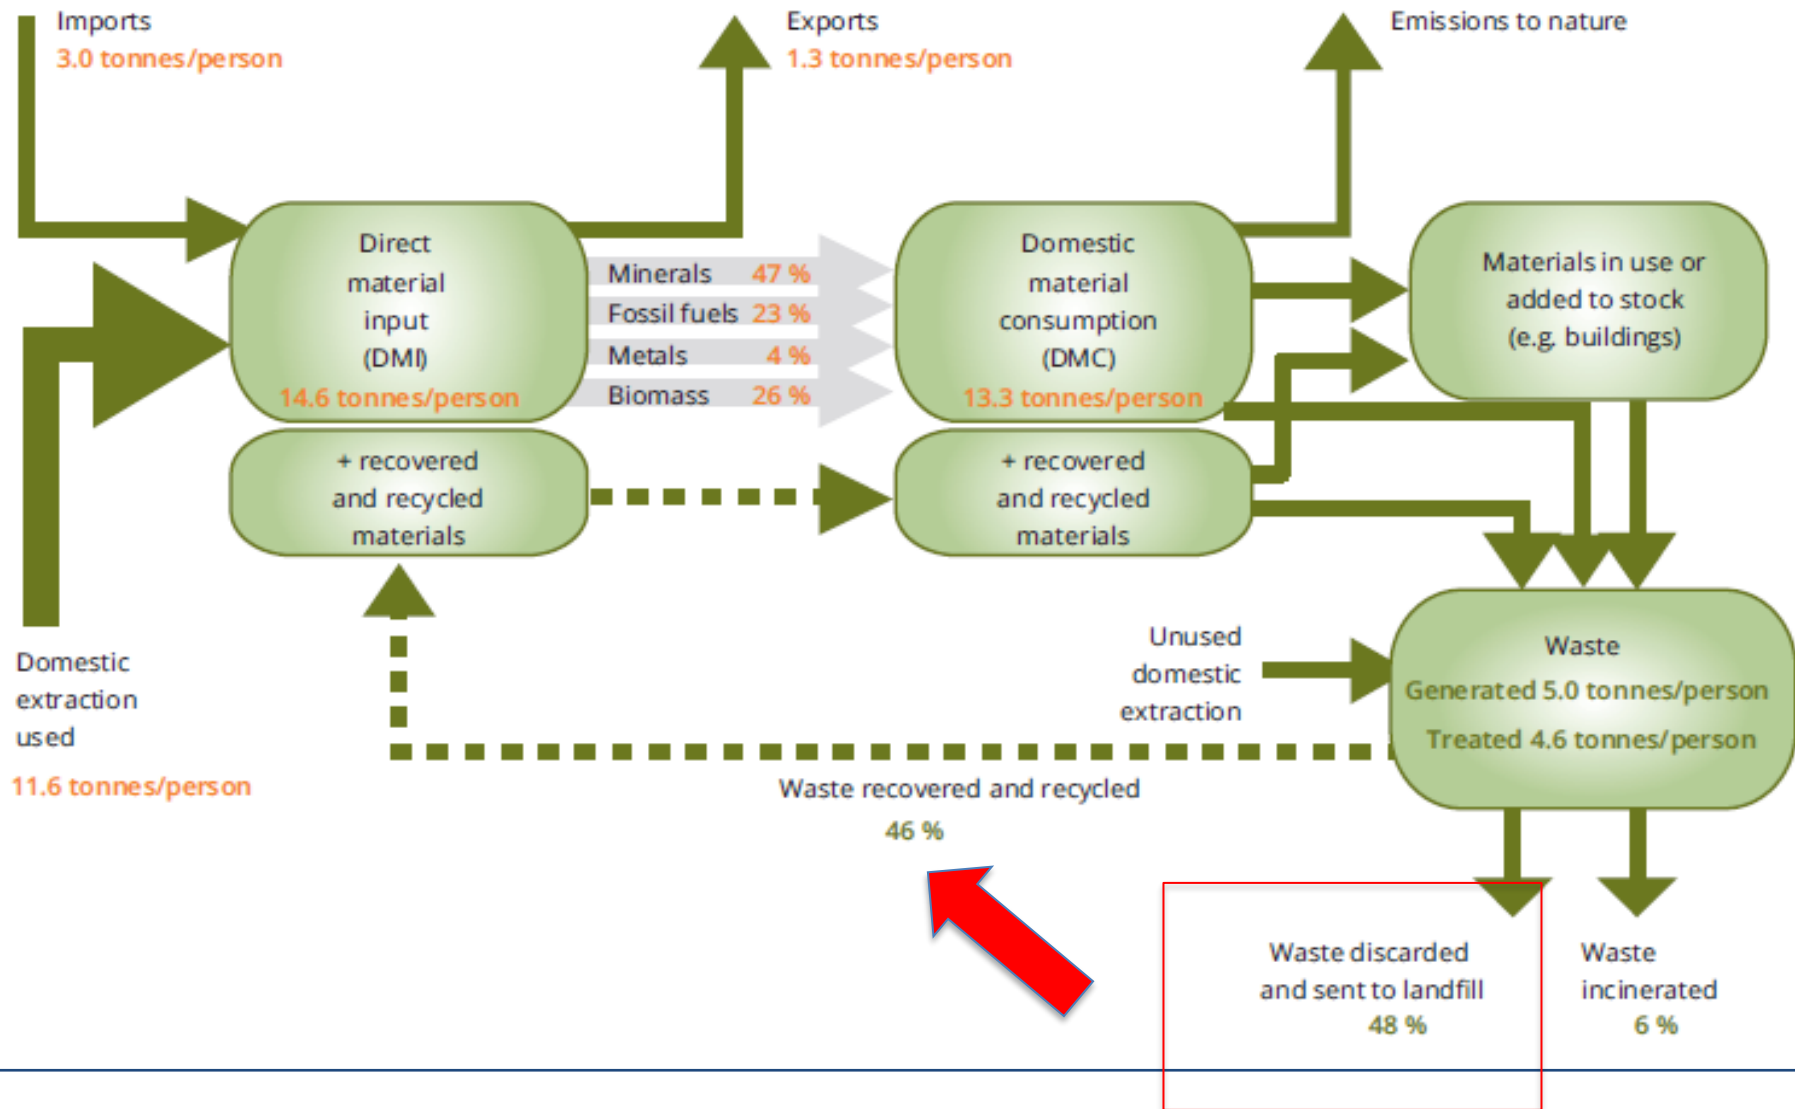 Imports
3.0 tonnes/person
Exports
1.3 tonnes/person
Emissions to nature
Direct
material
input
(DMI)
14.6 tonnes/person
Minerals 47 %
Fossil fuels 23 %
Metals 4 %
Biomass 26 %
Domestic
material
consumption
(DMC)
13.3 tonnes/person
Materials in use or
added to stock
(e.g. buildings)
+ recovered
and recycled
materials
+ recovered
and recycled
materials
Domestic
extraction
used
11.6 tonnes/person
Unused
domestic
extraction
Waste
Generated 5.0 tonnes/person
Treated 4.6 tonnes/person
Waste recovered and recycled
46 %
Waste discarded
and sent to landfill
48 %
Waste
incinerated
6 %